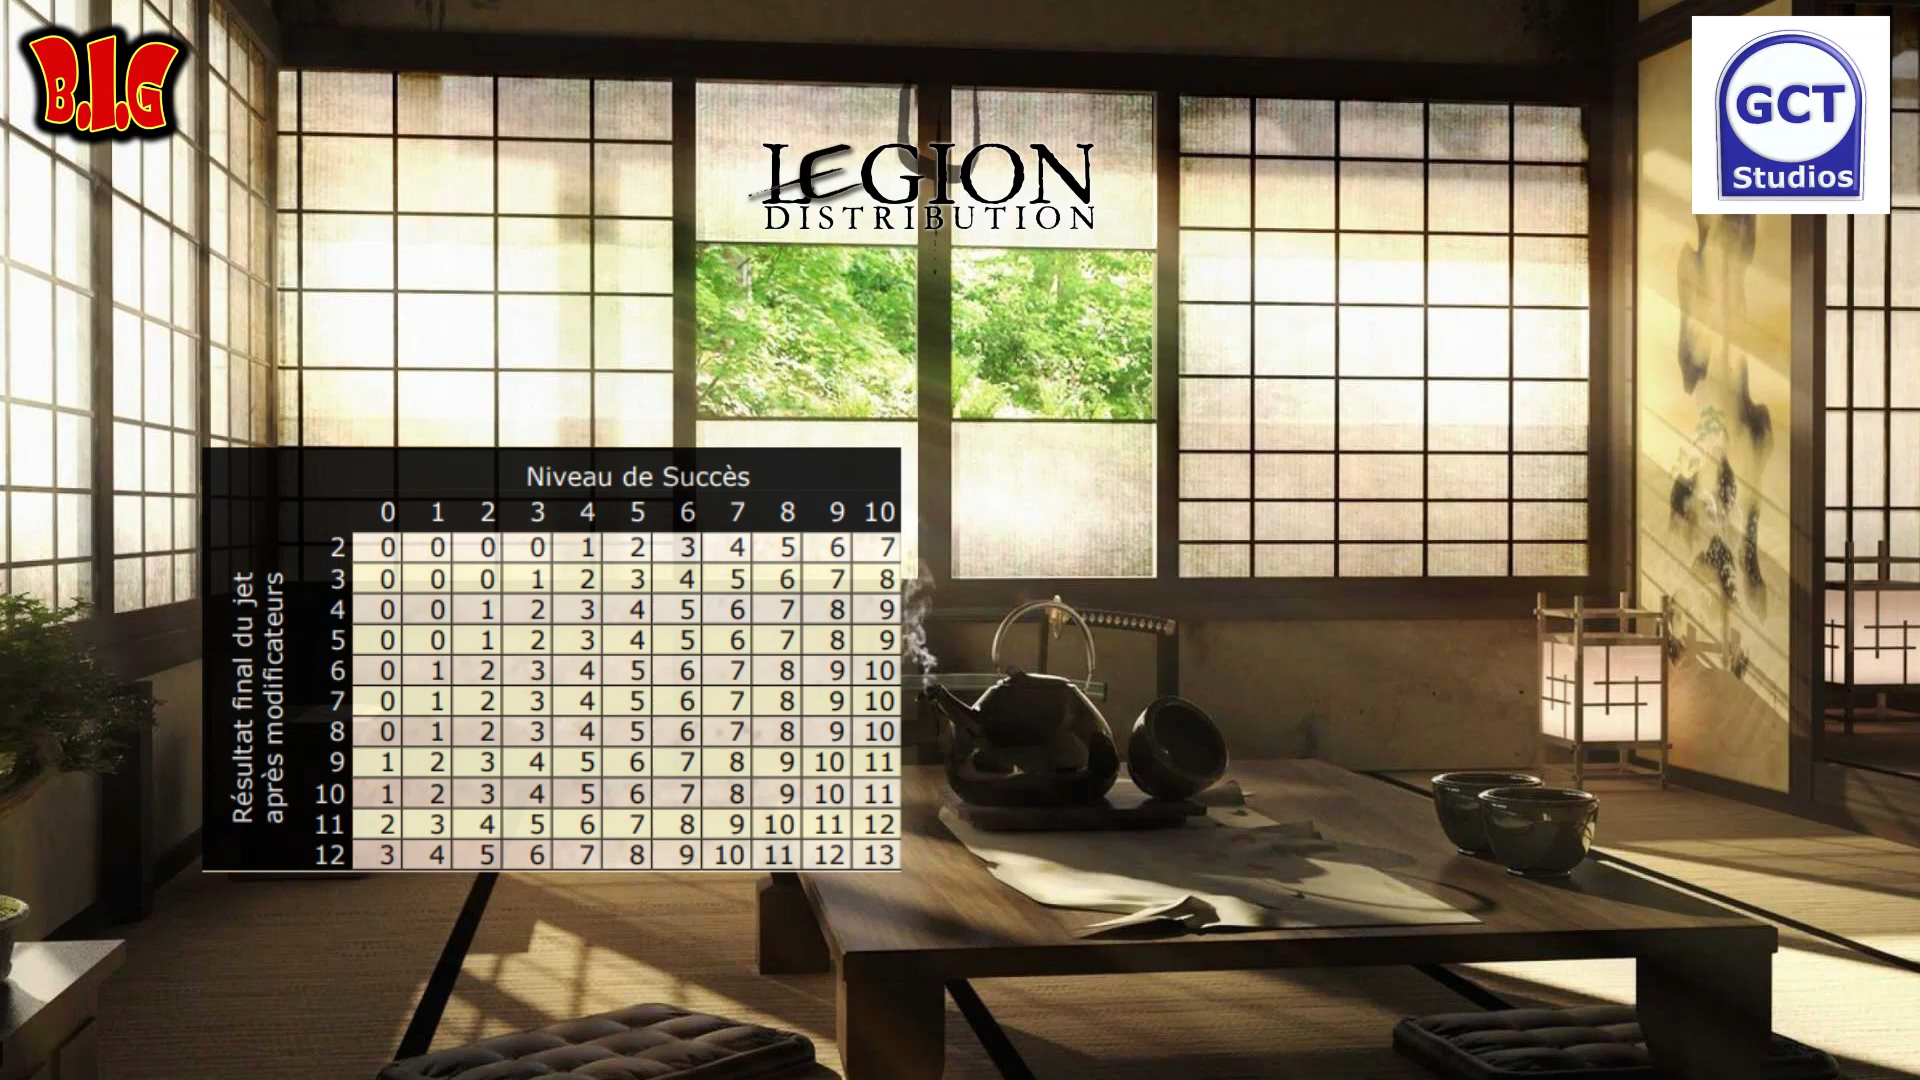 B.I.G
GCT
Studios
LEGION
DISTRIBUTION
Niveau de Succès
0 1 2 3 4 5 6 7 8 9 10
Résultat final du jet
après modificateurs
2 0 0 0 0 1 2 3 4 5 6 7
3 0 0 0 1 2 3 4 5 6 7 8
4 0 0 1 2 3 4 5 6 7 8 9
5 0 0 1 2 3 4 5 6 7 8 9
6 0 1 2 3 4 5 6 7 8 9 10
7 0 1 2 3 4 5 6 7 8 9 10
8 0 1 2 3 4 5 6 7 8 9 10
9 1 2 3 4 5 6 7 8 9 10 11
10 1 2 3 4 5 6 7 8 9 10 11
11 2 3 4 5 6 7 8 9 10 11 12
12 3 4 5 6 7 8 9 10 11 12 13